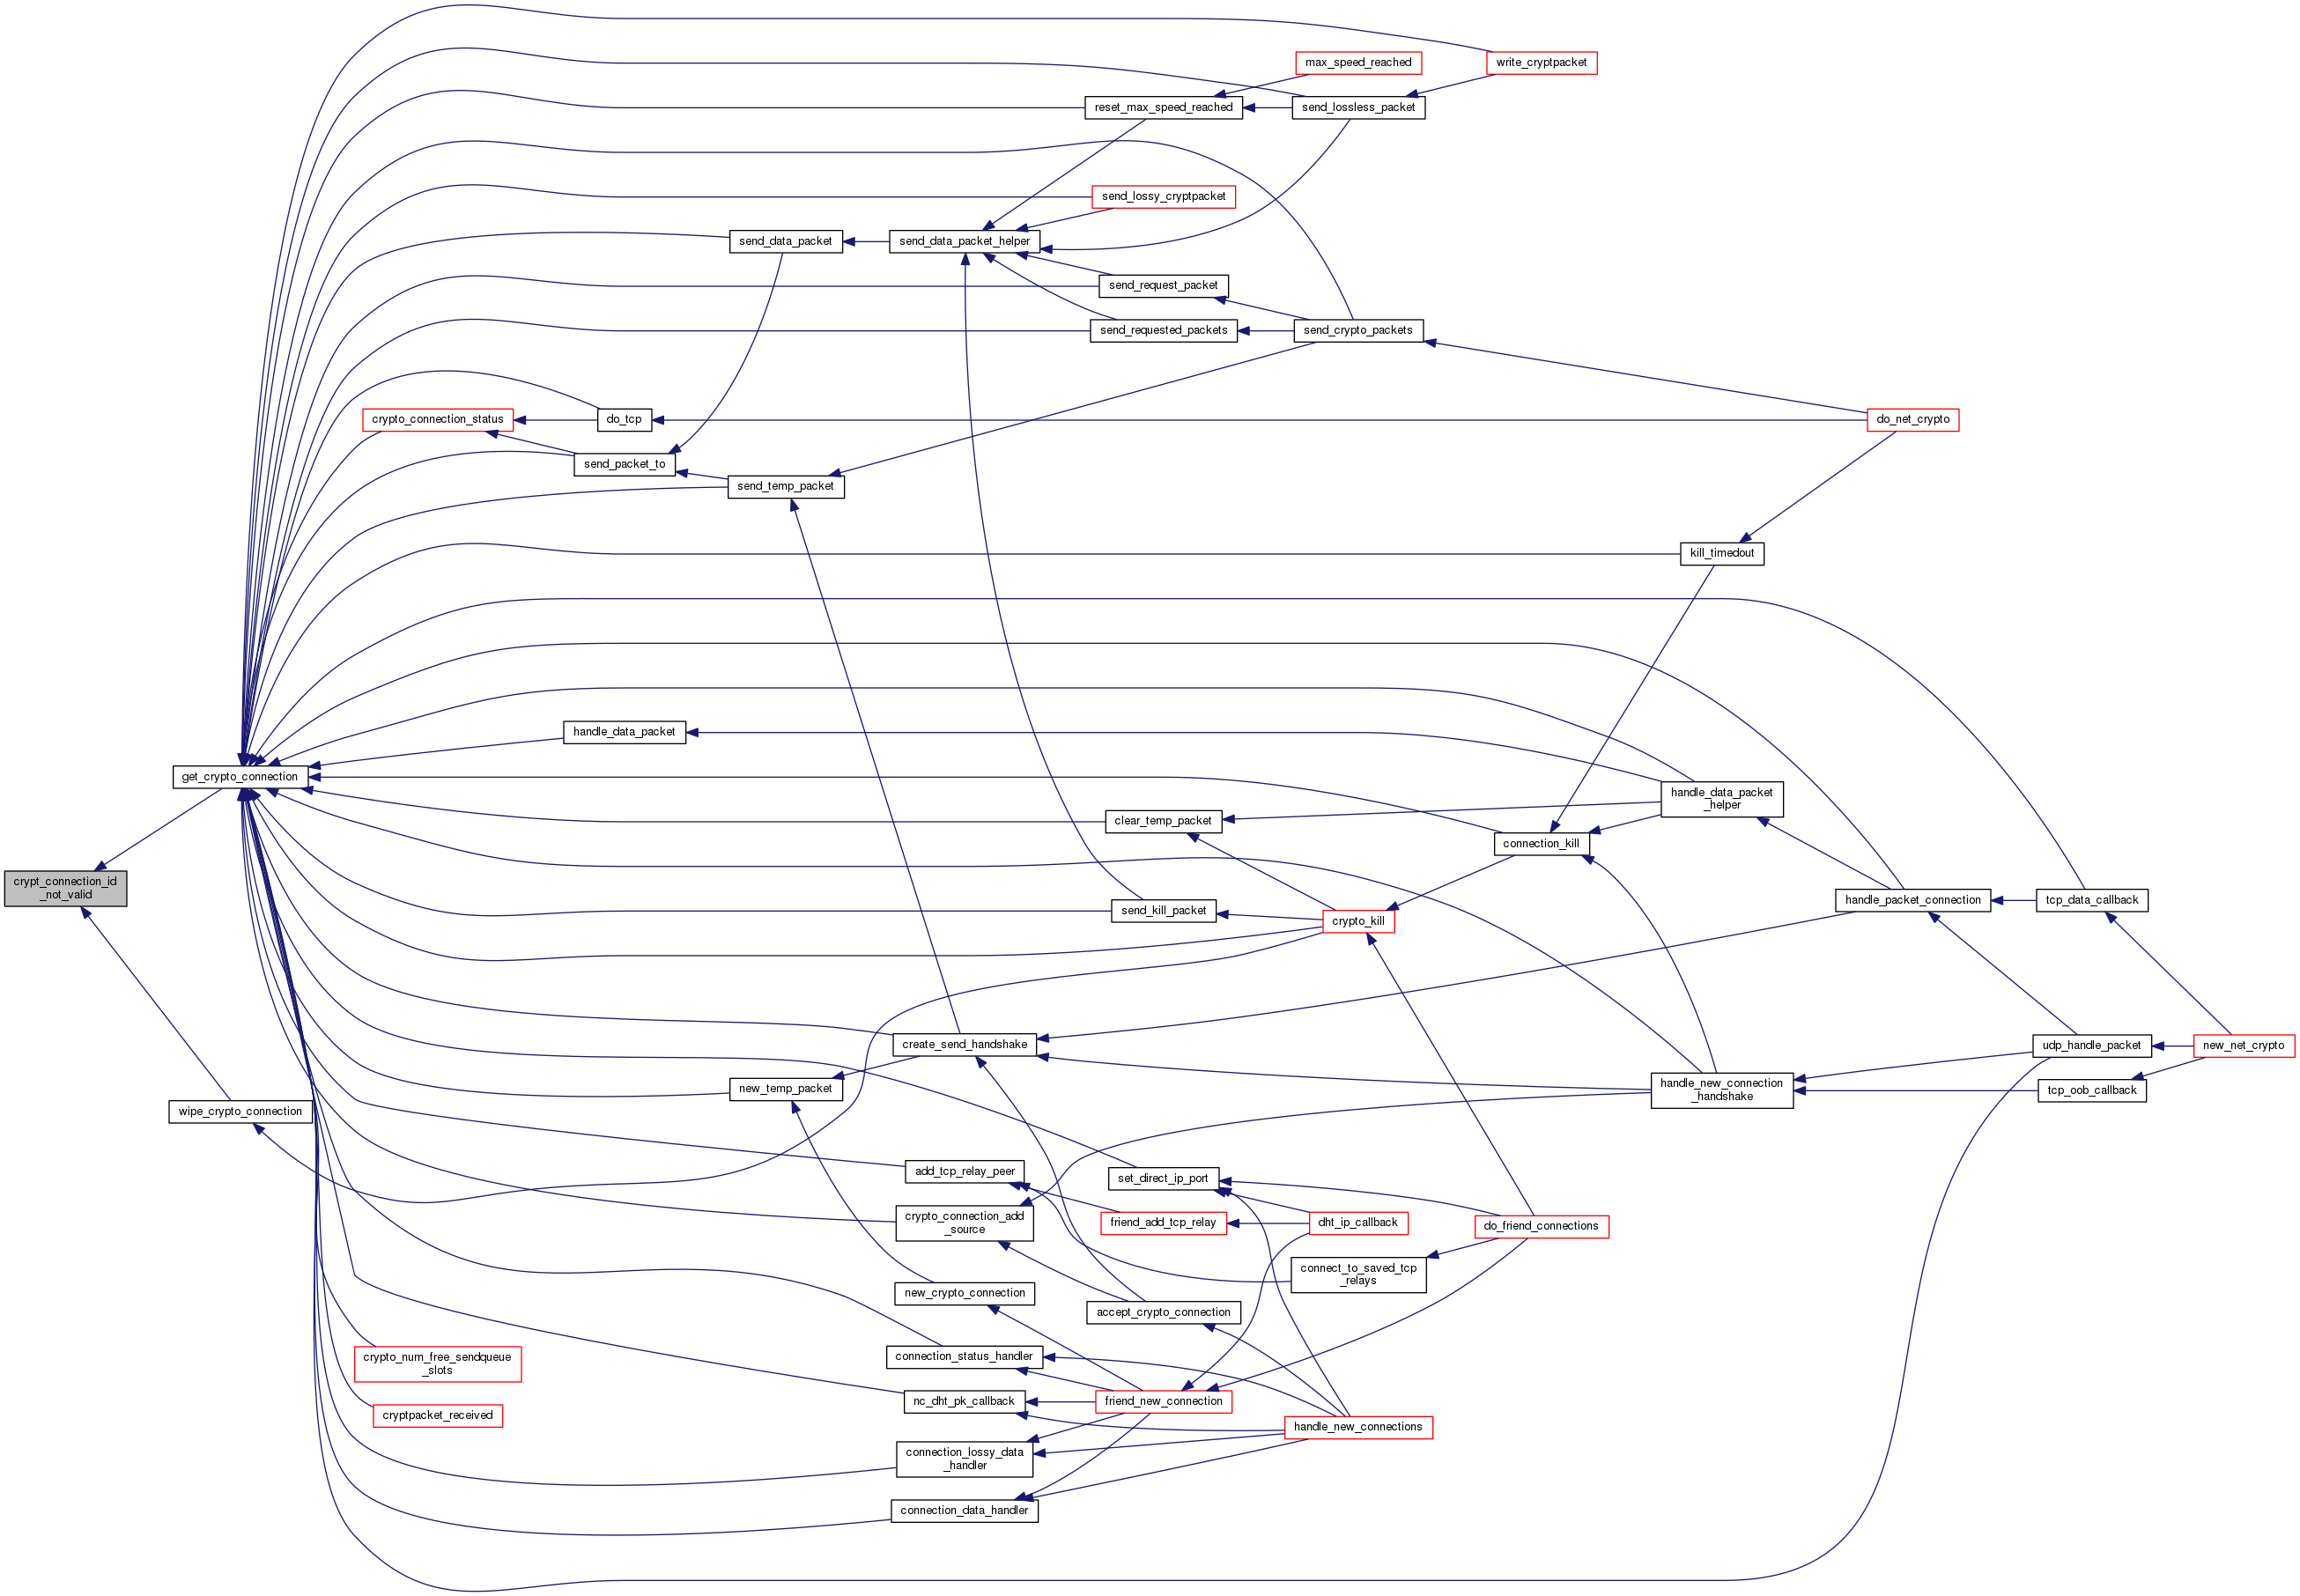 max_speed_reached
write_cryptpacket
reset_max_speed_reached
send_lossless_packet
send_lossy_cryptpacket
send_data_packet
send_data_packet_helper
send_request_packet
send_requested_packets
send_crypto_packets
crypto_connection_status
do_tcp
do_net_crypto
send_packet_to
send_temp_packet
kill_timedout
handle_data_packet
get_crypto_connection
handle_data_packet
_helper
clear_temp_packet
connection_kill
crypt_connection_id
_not_valid
send_kill_packet
crypto_kill
handle_packet_connection
tcp_data_callback
create_send_handshake
udp_handle_packet
new_net_crypto
new_temp_packet
handle_new_connection
_handshake
tcp_oob_callback
wipe_crypto_connection
add_tcp_relay_peer
set_direct_ip_port
crypto_connection_add
_source
friend_add_tcp_relay
dht_ip_callback
do_friend_connections
connect_to_saved_tcp
_relays
new_crypto_connection
accept_crypto_connection
crypto_num_free_sendqueue
_slots
connection_status_handler
nc_dht_pk_callback
friend_new_connection
cryptpacket_received
handle_new_connections
connection_lossy_data
_handler
connection_data_handler